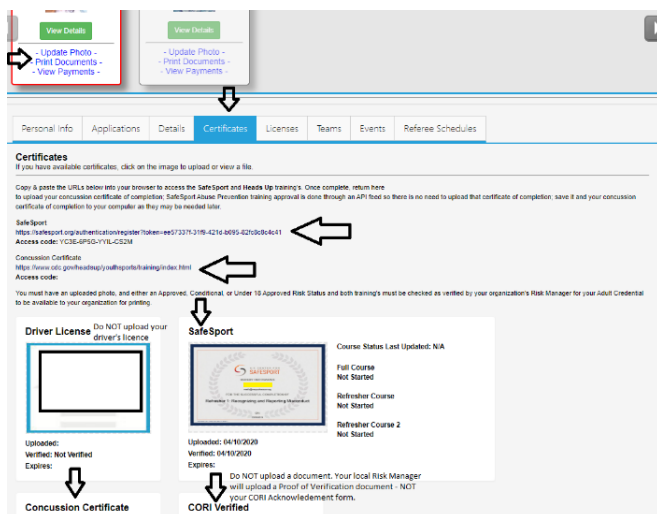 View Details
View Details
- Update Photo -
- Print Documents -
- View Payments -
- Update Photo -
- Print Documents -
- View Payments -
Personal Info Applications Details Certificates Licenses Teams Events Referee Schedules
Certificates
If you have available certificates, click on the image to upload or view a file.
Copy & paste the URLs below into your browser to access the SafeSport and Heads Up training's. Once complete, return here
to upload your concussion certificate of completion; SafeSport Abuse Prevention training approval is done through an API feed so there is no need to upload that certificate of completion; save it and your concussion
certificate of completion to your computer as they may be needed later.
SafeSport
Access code: YC3E-6P5G-YYIL-CS2M
Concussion Certificate
https://www.cdc.gov/headsup/youthsports/training/index.html
Access code:
You must have an uploaded photo, and either an Approved, Conditional, or Under 18 Approved Risk Status and both training's must be checked as verified by your organization's Risk Manager for your Adult Credential
to be available to your organization for printing.
Driver License
Do NOT upload your
driver's licence
SafeSport
Course Status Last Updated: N/A
Full Course
Not Started
Refresher Course
Not Started
Refresher Course 2
Not Started
SAFESPORT
Uploaded:
Verified: Not Verified
Expires:
Uploaded: 04/10/2020
Verified: 04/10/2020
Expires:
Do NOT upload a document. Your local Risk Manager
will upload a Proof of Verification document - NOT
your CORI Acknowledement form.
Concussion Certificate
CORI Verified